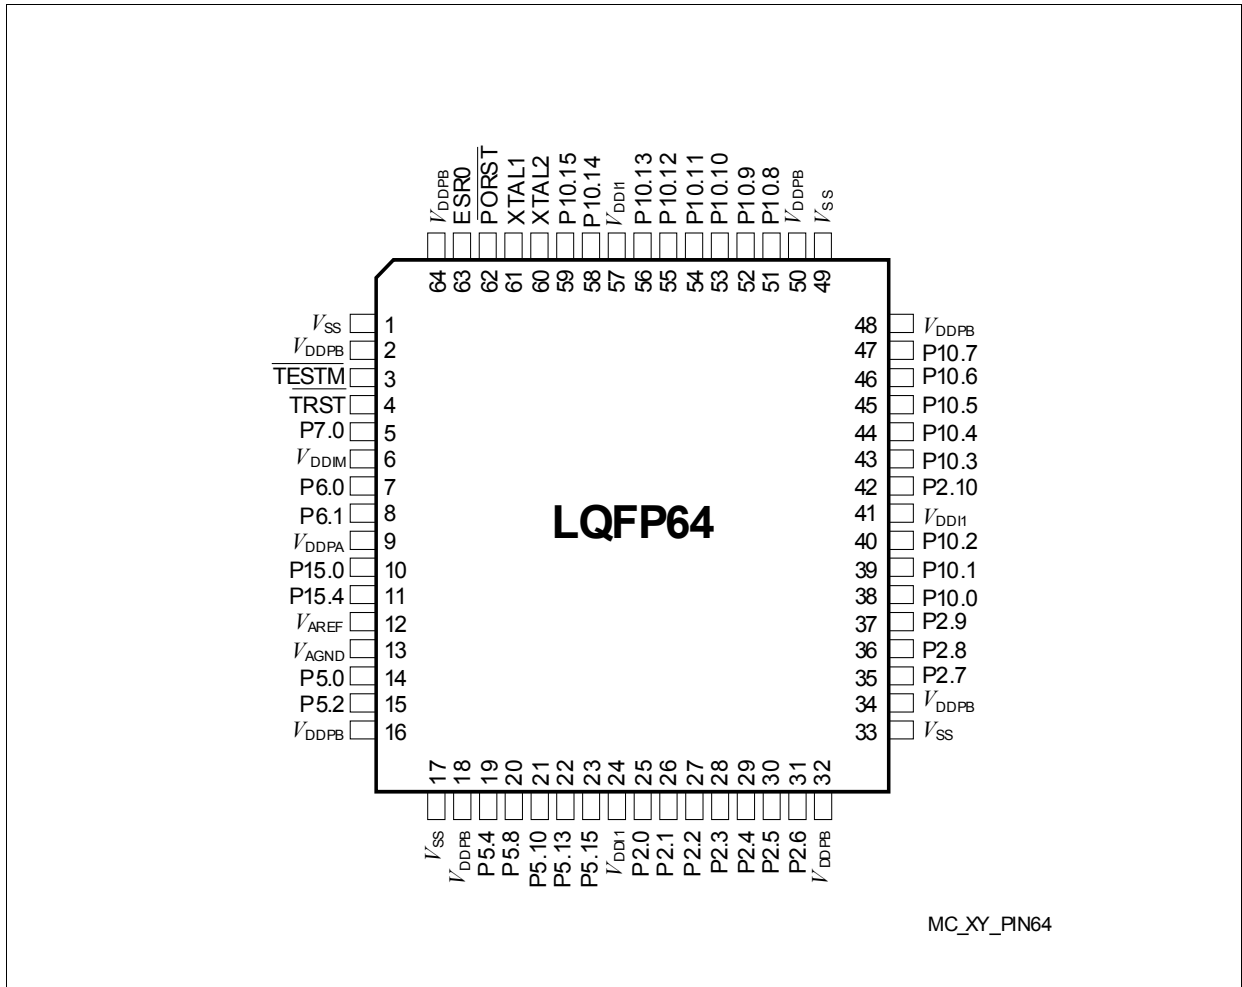 VDDPB
ESR0
PORST
XTAL1
XTAL2
P10.15
P10.14
VDDI1
P10.13
P10.12
P10.11
P10.10
P10.9
P10.8
VDDPB
VSS
64
63
62
61
60
59
58
57
56
55
54
53
52
51
50
49
VSS 1
VDDPB 2
TESTM 3
TRST 4
P7.0 5
VDDIM 6
P6.0 7
P6.1 8
VDDPA 9
P15.0 10
P15.4 11
VAREF 12
VAGND 13
P5.0 14
P5.2 15
VDDPB 16
LQFP64
48 VDDPB
47 P10.7
46 P10.6
45 P10.5
44 P10.4
43 P10.3
42 P2.10
41 VDDI1
40 P10.2
39 P10.1
38 P10.0
37 P2.9
36 P2.8
35 P2.7
34 VDDPB
33 VSS
17
18
19
20
21
22
23
24
25
26
27
28
29
30
31
32
VSS
VDDPB
P5.4
P5.8
P5.10
P5.13
P5.15
VDDI1
P2.0
P2.1
P2.2
P2.3
P2.4
P2.5
P2.6
VDDPB
MC_XY_PIN64